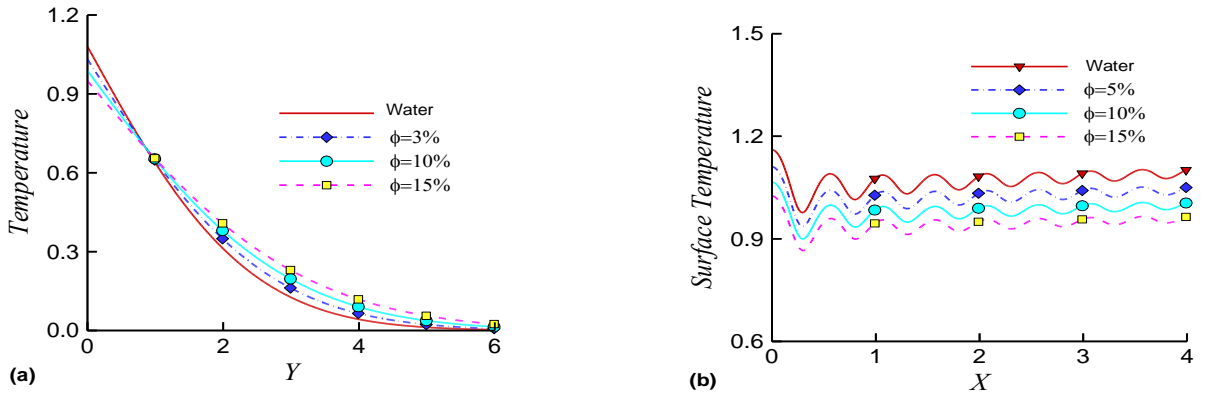 1.2
0.9
0.6
0.3
0.0
Temperature
Water
ϕ=3%
ϕ=10%
ϕ=15%
0 2 4 6
Y
(a)
1.5
1.2
0.9
0.6
Surface Temperature
Water
ϕ=5%
ϕ=10%
ϕ=15%
0 1 2 3 4
X
(b)